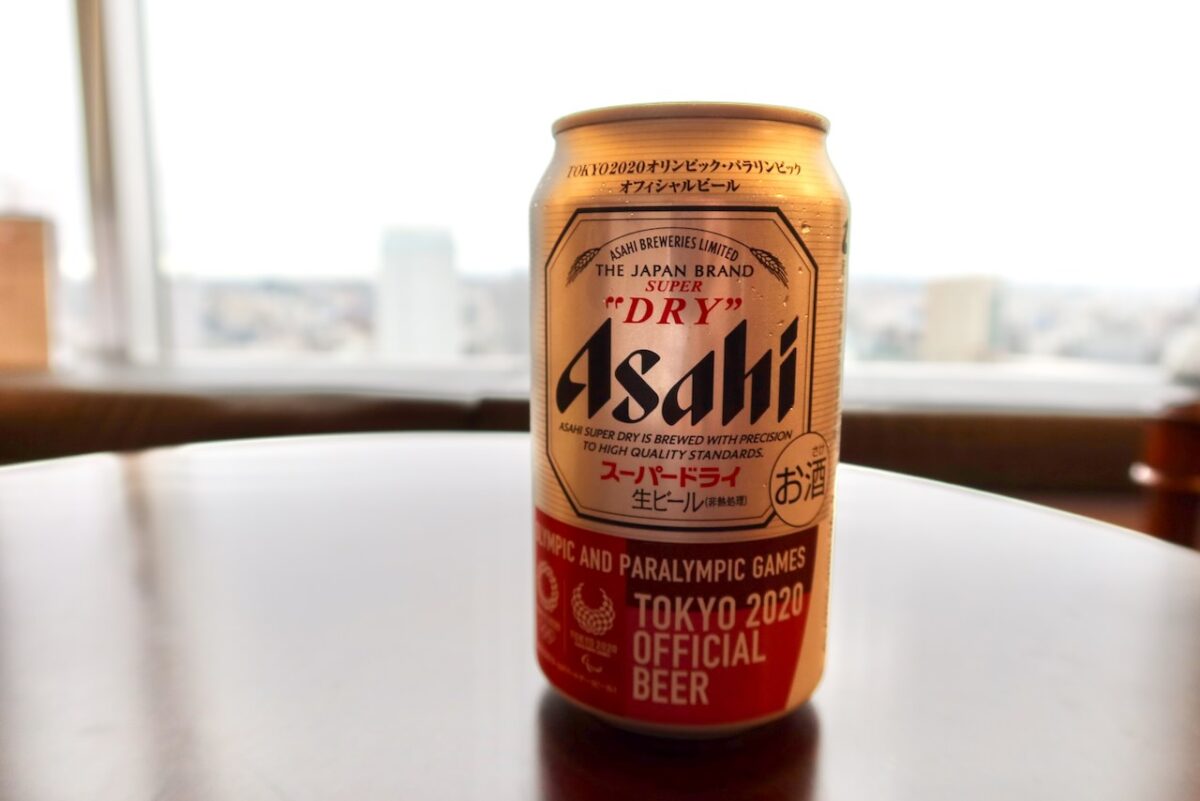 TOKYO2020オリンピック・パラリンピック
オフィシャルビール
ASAHI BREWERIES LIMITED
THE JAPAN BRAND
SUPER
"DRY"
Asahi
ASAHI SUPER DRY IS BREWED WITH PRECISION
TO HIGH QUALITY STANDARDS.
スーパードライ
生ビール(非熱処理)
さけ
お酒
LYMPIC AND PARALYMPIC GAMES
TOKYO 2020
OFFICIAL
BEER
TOKYO 2020